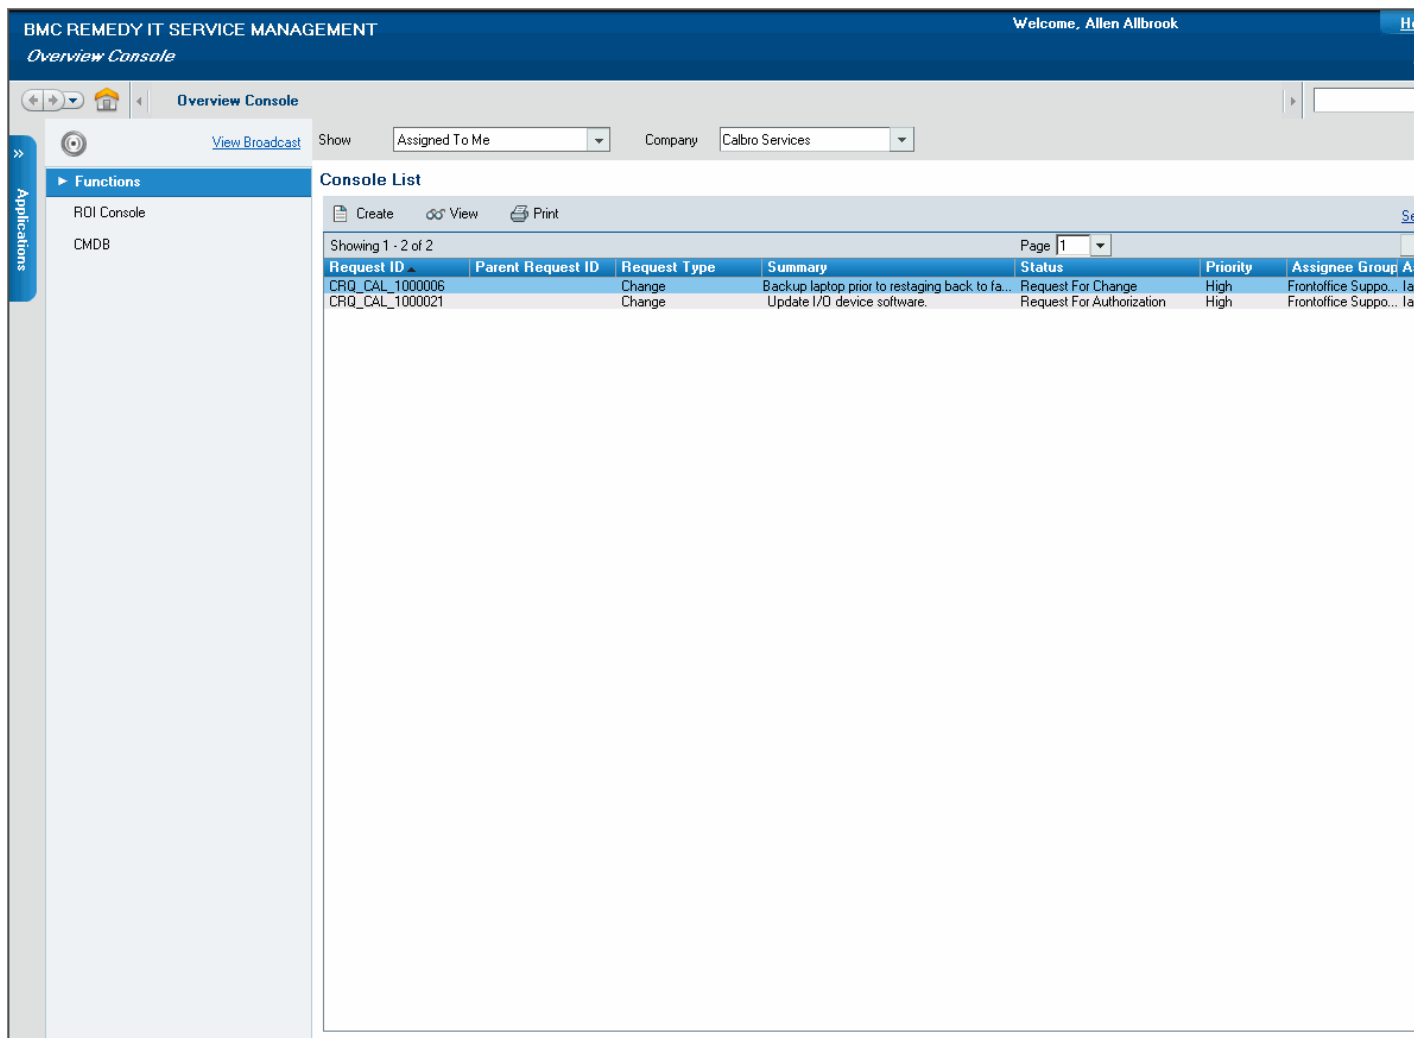 BMC REMEDY IT SERVICE MANAGEMENT
Welcome, Allen Allbrook
Overview Console
Overview Console
View Broadcast
Show Assigned To Me Company Calbro Services
Applications
Functions
ROI Console
CMDB
Console List
Create View Print
Showing 1 - 2 of 2 Page 1
Request ID Parent Request ID Request Type Summary Status Priority Assignee Group
CRQ_CAL_1000006 Change Backup laptop prior to restaging back to fa... Request For Change High Frontoffice Suppo...
CRQ_CAL_1000021 Change Update I/O device software. Request For Authorization High Frontoffice Suppo...